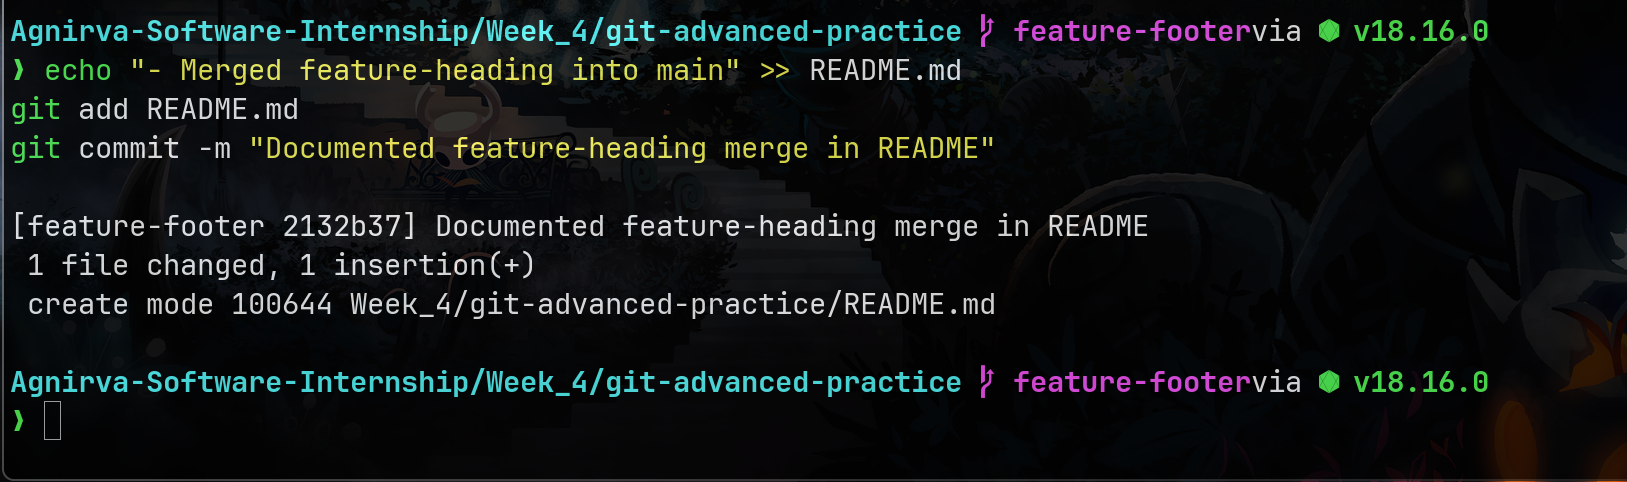 Agnirva-Software-Internship/Week_4/git-advanced-practice feature-footervia v18.16.0
❯ echo "- Merged feature-heading into main" >> README.md
git add README.md
git commit -m "Documented feature-heading merge in README"
[feature-footer 2132b37] Documented feature-heading merge in README
1 file changed, 1 insertion(+)
create mode 100644 Week_4/git-advanced-practice/README.md
Agnirva-Software-Internship/Week_4/git-advanced-practice feature-footervia v18.16.0
❯